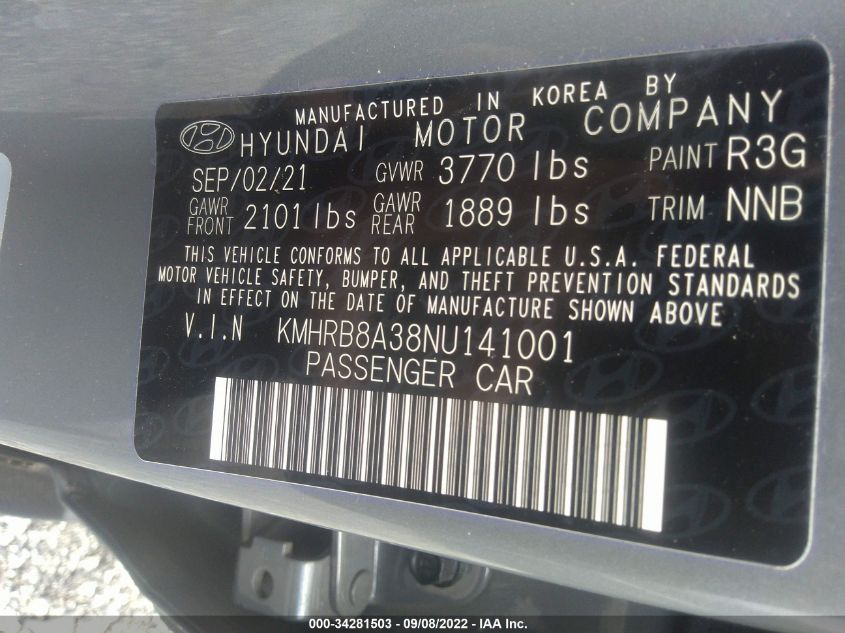 MANUFACTURED IN KOREA BY
HYUNDAI MOTOR COMPANY
SEP/02/21 GVWR 3770 lbs PAINT R3G
GAWR FRONT 2101 lbs GAWR REAR 1889 lbs TRIM NNB
THIS VEHICLE CONFORMS TO ALL APPLICABLE U.S.A. FEDERAL
MOTOR VEHICLE SAFETY, BUMPER, AND THEFT PREVENTION STANDARDS
IN EFFECT ON THE DATE OF MANUFACTURE SHOWN ABOVE
V.I.N KMHRB8A38NU141001
PASSENGER CAR
000-34281503 - 09/08/2022 - IAA Inc.